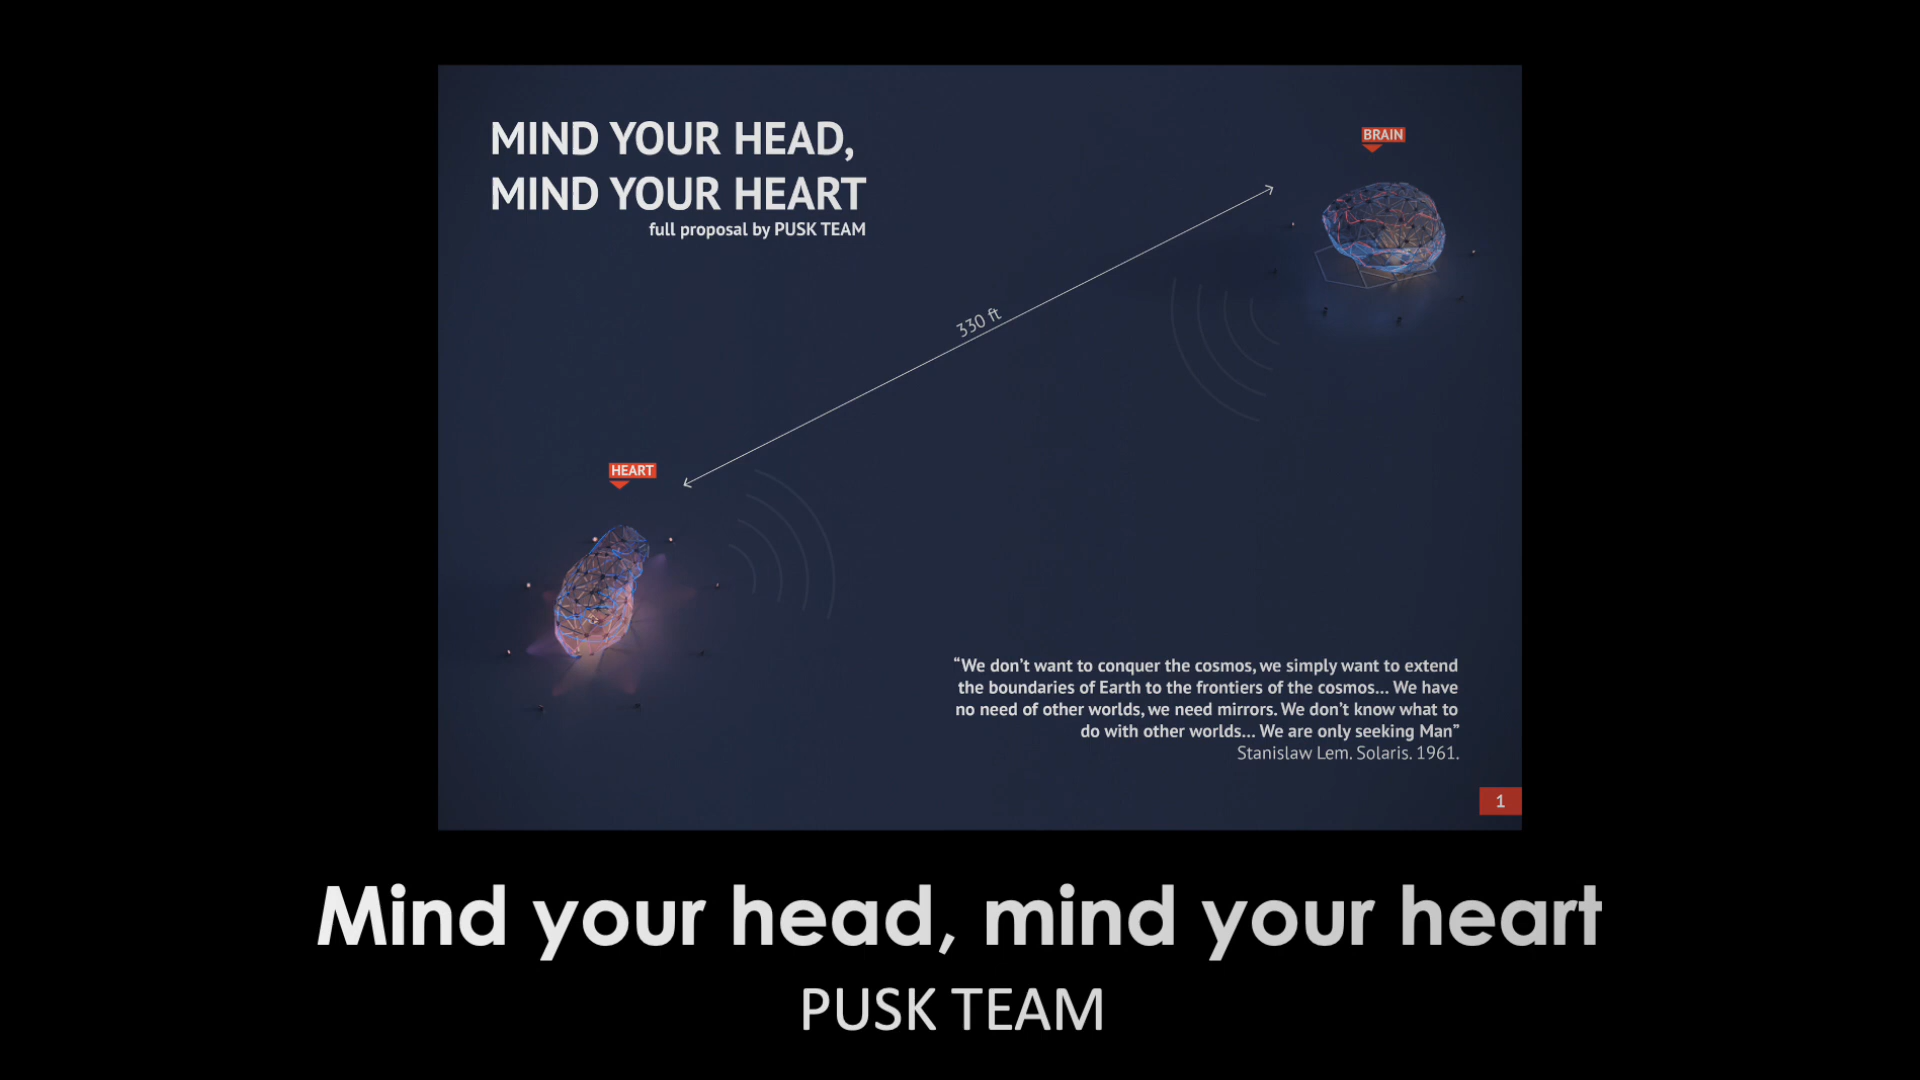 MIND YOUR HEAD,
MIND YOUR HEART
full proposal by PUSK TEAM
BRAIN
330 ft
HEART
“We don’t want to conquer the cosmos, we simply want to extend
the boundaries of Earth to the frontiers of the cosmos... We have
no need of other worlds, we need mirrors. We don’t know what to
do with other worlds... We are only seeking Man”
Stanislaw Lem. Solaris. 1961.
1
Mind your head, mind your heart
PUSK TEAM